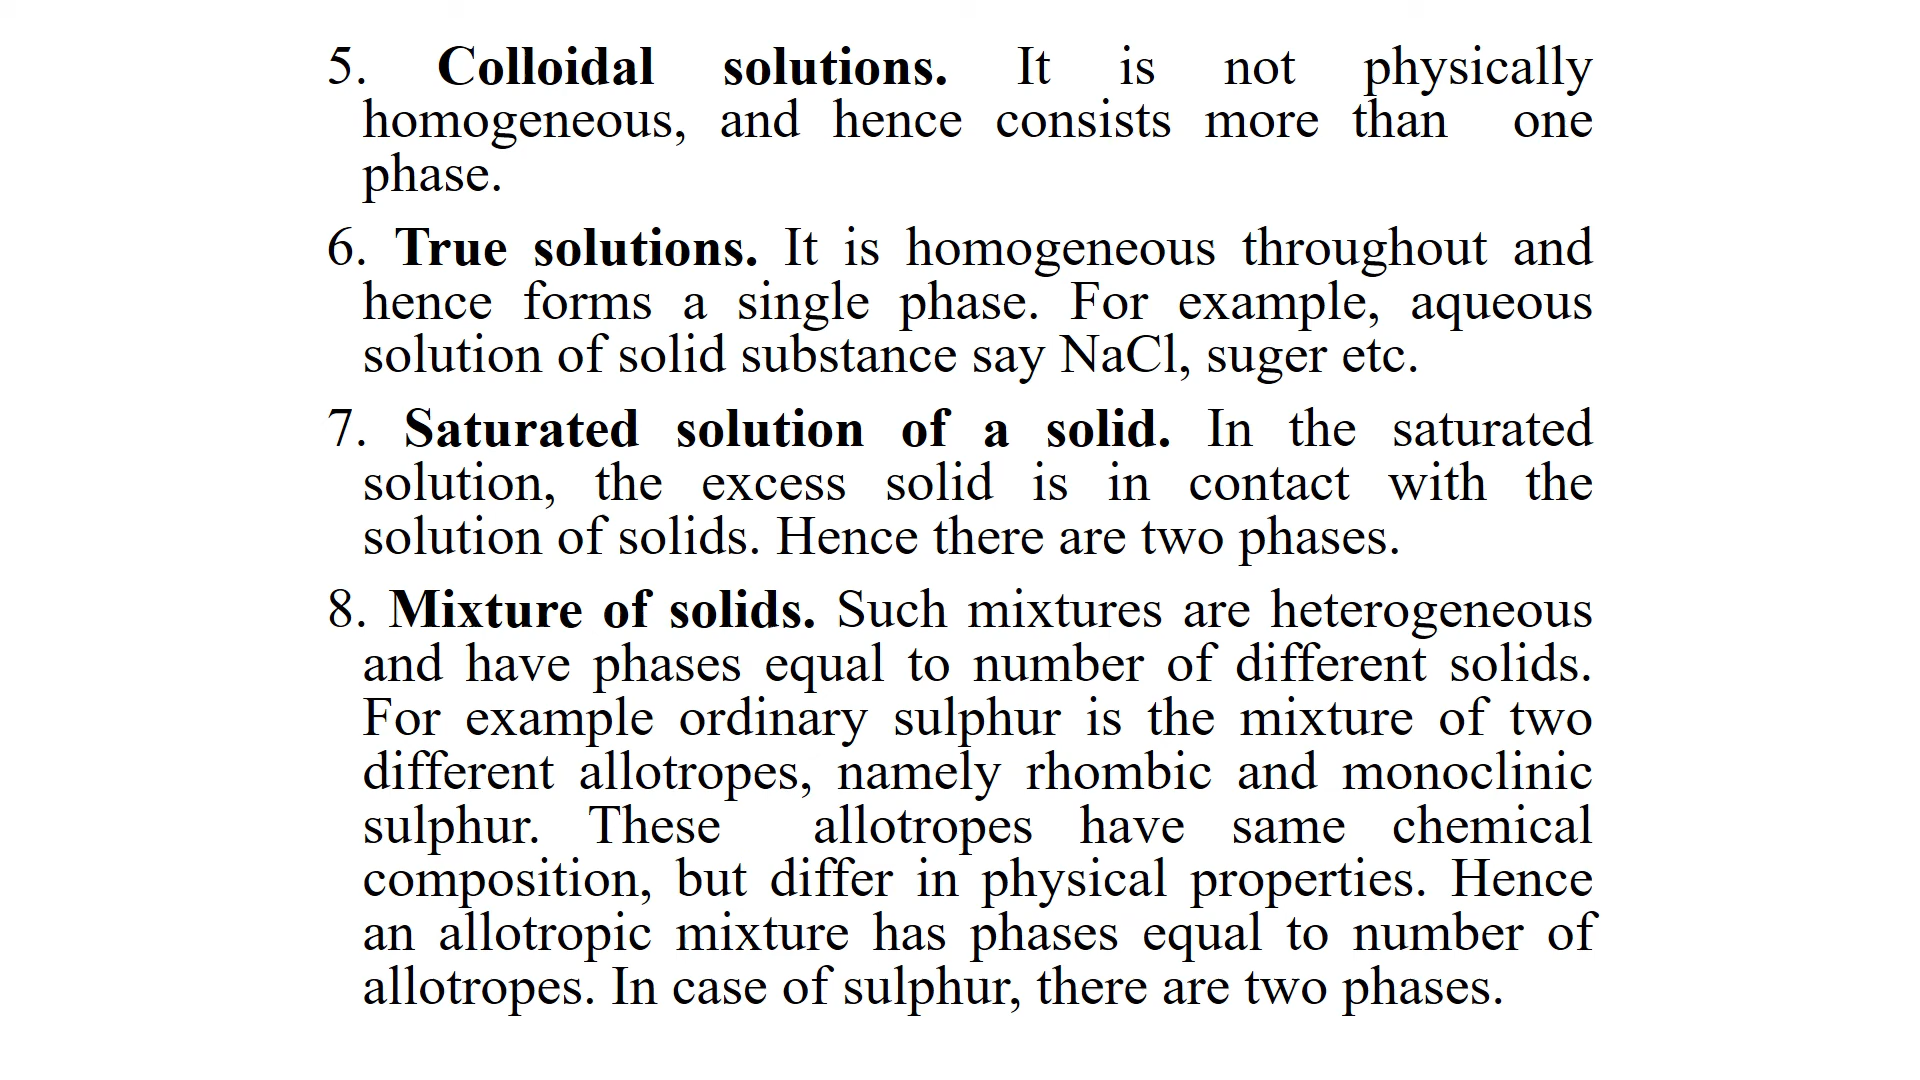 5. Colloidal solutions. It is not physically
homogeneous, and hence consists more than one
phase.
6. True solutions. It is homogeneous throughout and
hence forms a single phase. For example, aqueous
solution of solid substance say NaCl, suger etc.
7. Saturated solution of a solid. In the saturated
solution, the excess solid is in contact with the
solution of solids. Hence there are two phases.
8. Mixture of solids. Such mixtures are heterogeneous
and have phases equal to number of different solids.
For example ordinary sulphur is the mixture of two
different allotropes, namely rhombic and monoclinic
sulphur. These allotropes have same chemical
composition, but differ in physical properties. Hence
an allotropic mixture has phases equal to number of
allotropes. In case of sulphur, there are two phases.